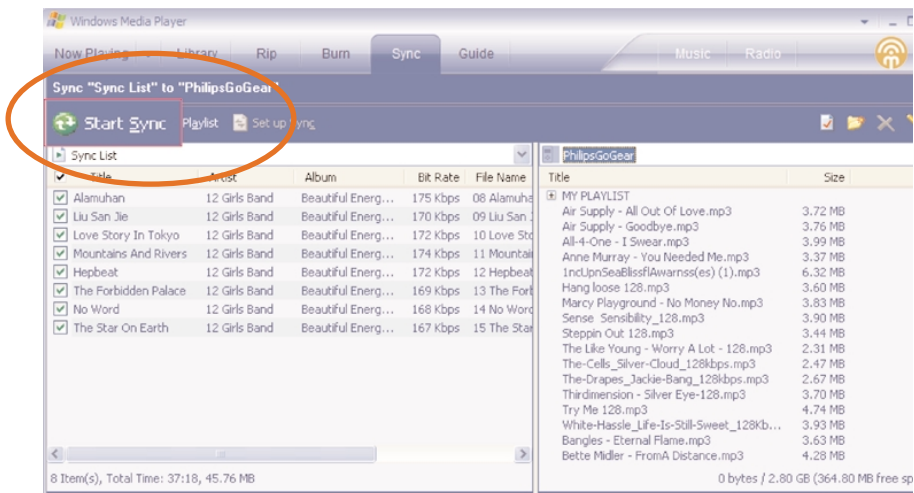 Windows Media Player
Now Playing Library Rip Burn Sync Guide Music Radio
Sync "Sync List" to "PhilipsGoGear"
Start Sync Playlist Set up Sync
Sync List
PhilipsGoGear
Title Artist Album Bit Rate File Name
Alamuhan 12 Girls Band Beautiful Energ... 175 Kbps 08 Alamuha
Liu San Jie 12 Girls Band Beautiful Energ... 170 Kbps 09 Liu San J
Love Story In Tokyo 12 Girls Band Beautiful Energ... 172 Kbps 10 Love Sto
Mountains And Rivers 12 Girls Band Beautiful Energ... 174 Kbps 11 Mountai
Hepbeat 12 Girls Band Beautiful Energ... 172 Kbps 12 Hepbeat
The Forbidden Palace 12 Girls Band Beautiful Energ... 169 Kbps 13 The Forb
No Word 12 Girls Band Beautiful Energ... 168 Kbps 14 No Word
The Star On Earth 12 Girls Band Beautiful Energ... 167 Kbps 15 The Star
8 Item(s), Total Time: 37:18, 45.76 MB
Title Size
MY PLAYLIST
Air Supply - All Out Of Love.mp3 3.72 MB
Air Supply - Goodbye.mp3 3.76 MB
All-4-One - I Swear.mp3 3.99 MB
Anne Murray - You Needed Me.mp3 3.37 MB
1ncUpnSeaBlissflAwarnss(es) (1).mp3 6.32 MB
Hang loose 128.mp3 3.60 MB
Marcy Playground - No Money No.mp3 3.83 MB
Sense Sensibility_128.mp3 3.90 MB
Steppin Out 128.mp3 3.44 MB
The Like Young - Worry A Lot - 128.mp3 2.31 MB
The-Cells_Silver-Cloud_128kbps.mp3 2.47 MB
The-Drapes_Jackie-Bang_128kbps.mp3 2.67 MB
Thirdimension - Silver Eye-128.mp3 3.70 MB
Try Me 128.mp3 4.74 MB
White-Hassle_Life-Is-Still-Sweet_128Kb... 3.93 MB
Bangles - Eternal Flame.mp3 3.63 MB
Bette Midler - FromA Distance.mp3 4.28 MB
0 bytes / 2.80 GB (364.80 MB free sp